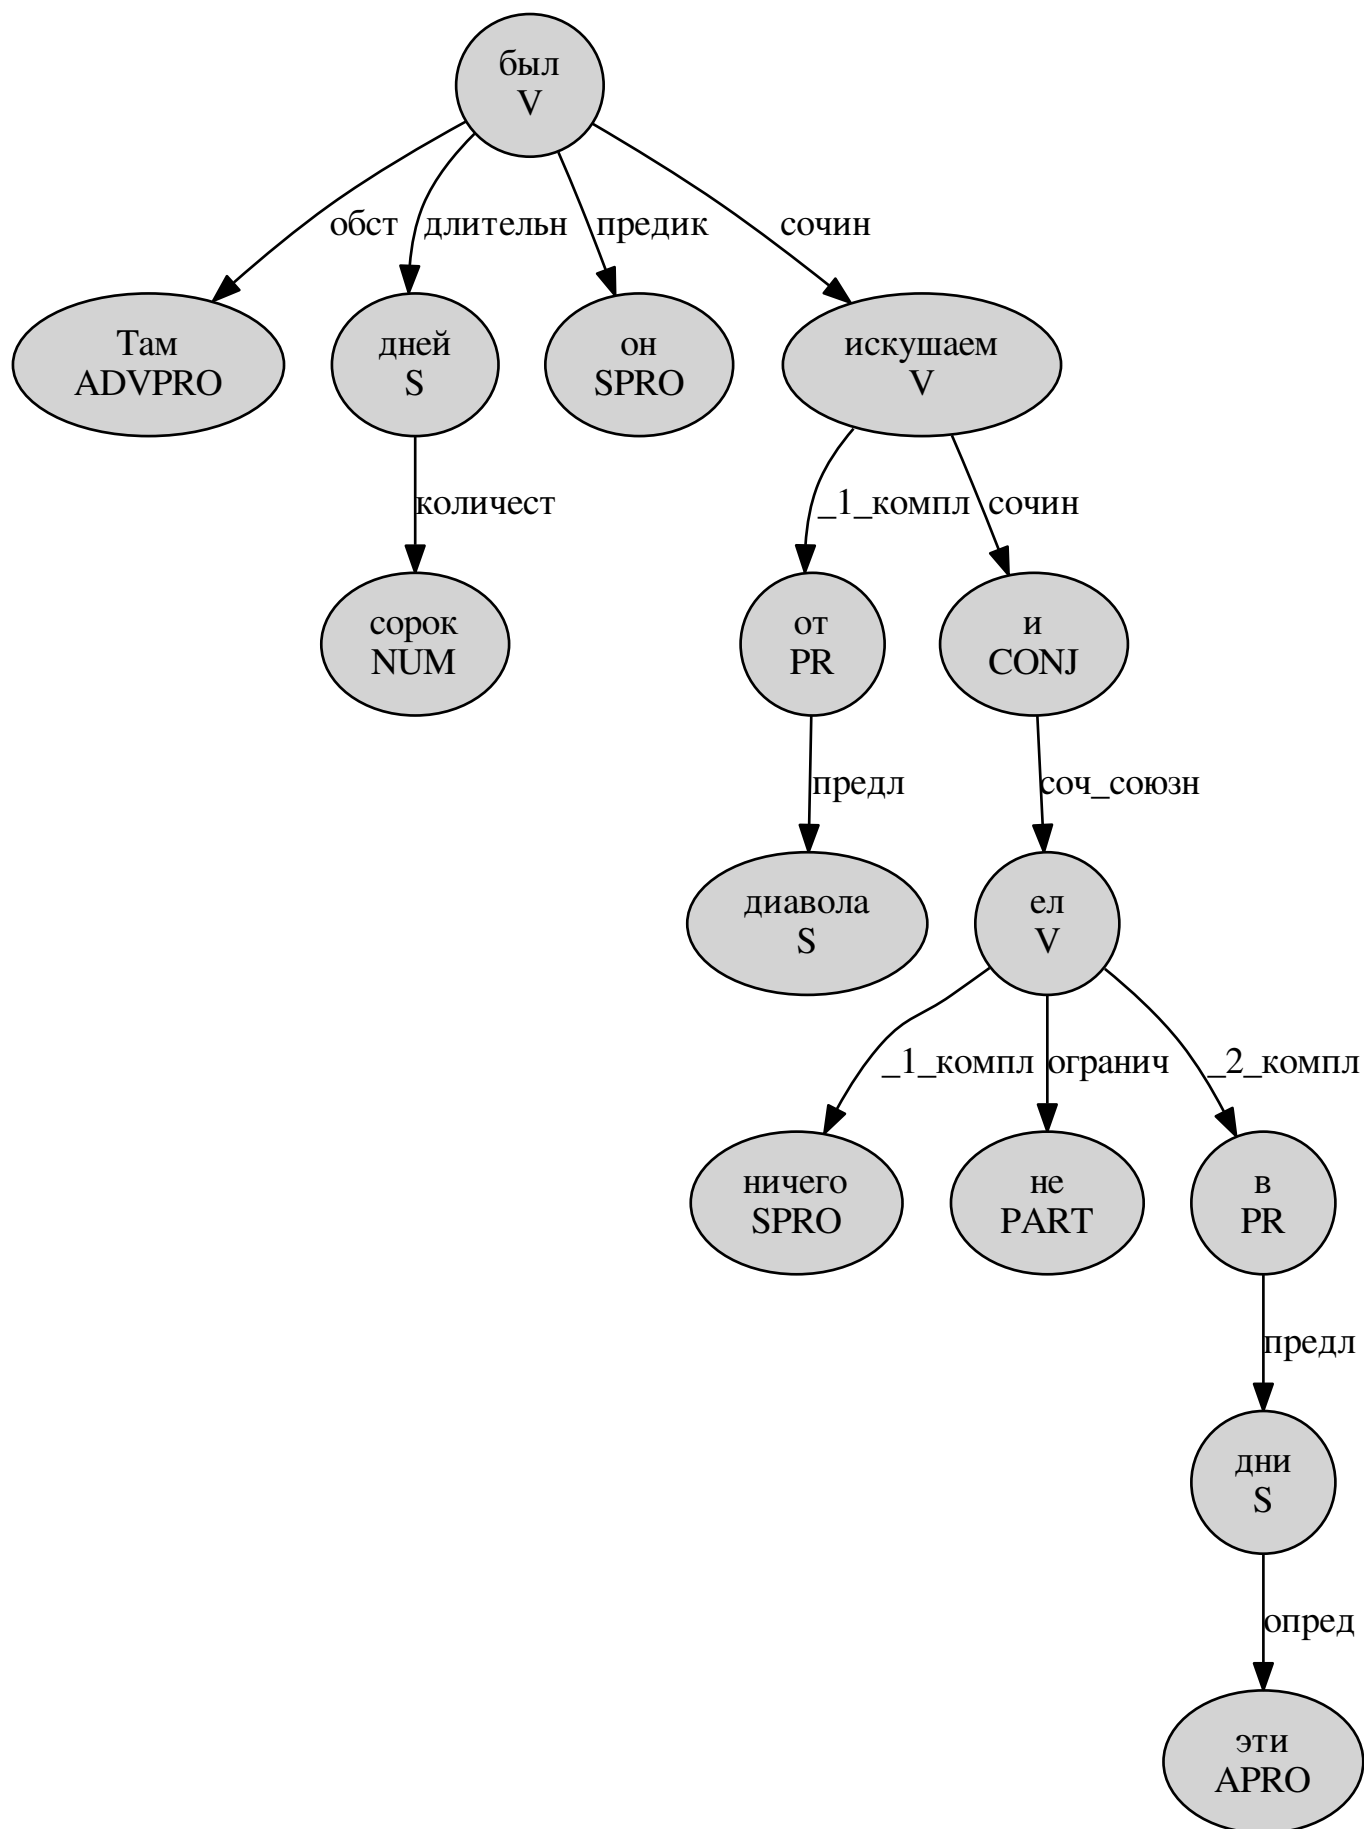 был
V
обст
длительн
предик
сочин
Там
ADVPRO
дней
S
он
SPRO
искушаем
V
количест
_1_компл
сочин
сорок
NUM
от
PR
и
CONJ
предл
соч_союзн
диавола
S
ел
V
_1_компл
огранич
_2_компл
ничего
SPRO
не
PART
в
PR
предл
дни
S
опред
эти
APRO